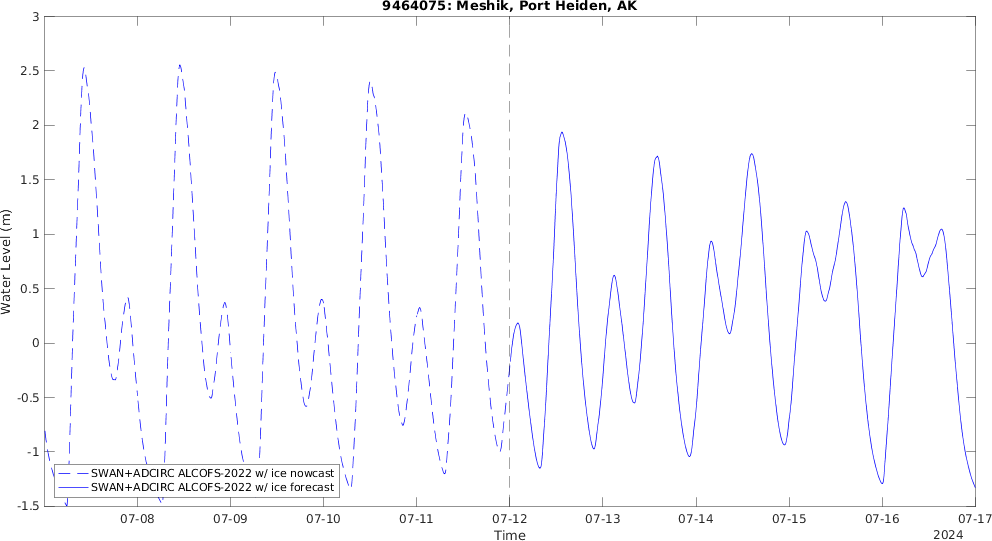 9464075: Meshik, Port Heiden, AK
3
2.5
2
1.5
1
0.5
0
-0.5
-1
-1.5
Water Level (m)
SWAN+ADCIRC ALCOFS-2022 w/ ice nowcast
SWAN+ADCIRC ALCOFS-2022 w/ ice forecast
07-08 07-09 07-10 07-11 07-12 07-13 07-14 07-15 07-16 07-17
Time
2024